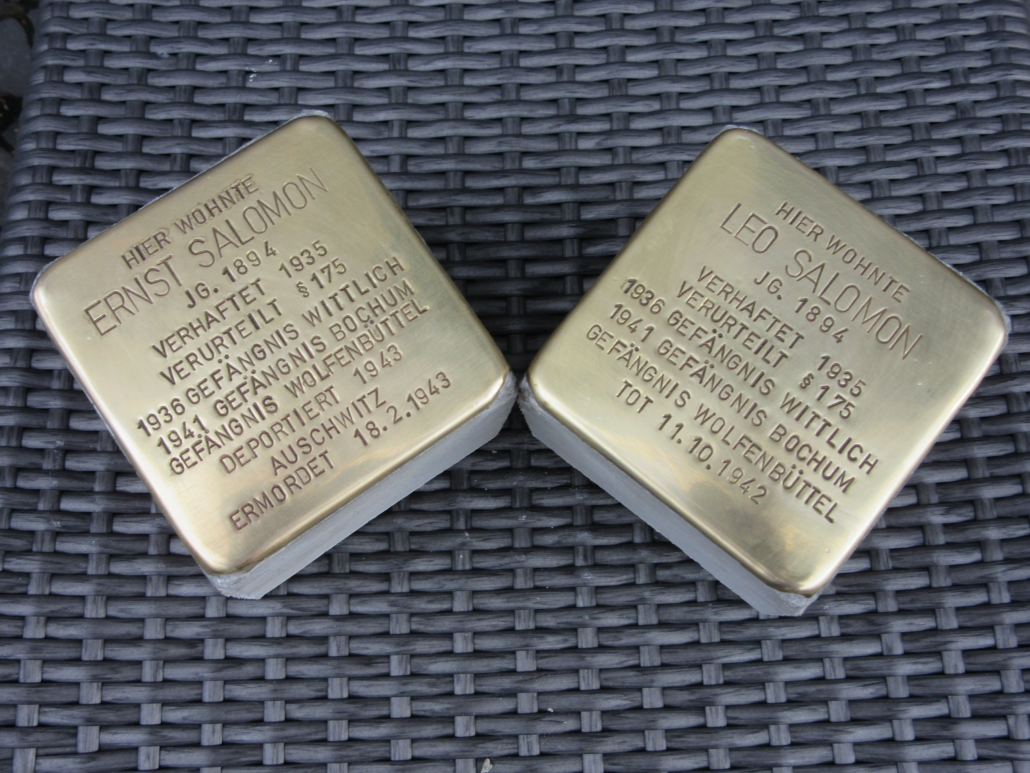 HIER WOHNTE
ERNST SALOMON
JG. 1894
VERHAFTET 1935
VERURTEILT §175
1936 GEFÄNGNIS WITTLICH
1941 GEFÄNGNIS BOCHUM
GEFÄNGNIS WOLFENBÜTTEL
DEPORTIERT 1943
AUSCHWITZ
ERMORDET 18.2.1943
HIER WOHNTE
LEO SALOMON
JG. 1894
VERHAFTET 1935
VERURTEILT §175
1936 GEFÄNGNIS WITTLICH
1941 GEFÄNGNIS BOCHUM
GEFÄNGNIS WOLFENBÜTTEL
TOT 11.10.1942